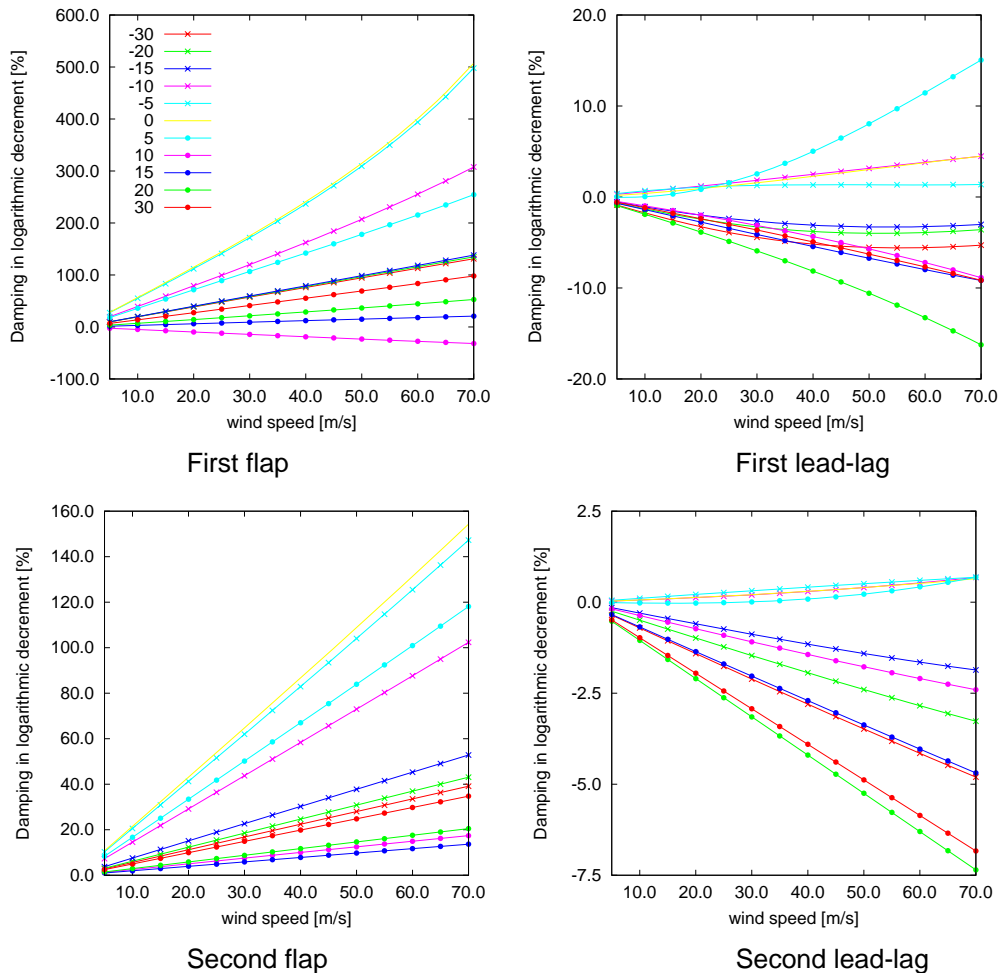 600.0
500.0
400.0
300.0
200.0
100.0
0.0
-100.0
10.0 20.0 30.0 40.0 50.0 60.0 70.0
Damping in logarithmic decrement [%]
wind speed [m/s]
-30
-20
-15
-10
-5
0
5
10
15
20
30
First flap
20.0
10.0
0.0
-10.0
-20.0
10.0 20.0 30.0 40.0 50.0 60.0 70.0
Damping in logarithmic decrement [%]
wind speed [m/s]
First lead-lag
160.0
140.0
120.0
100.0
80.0
60.0
40.0
20.0
0.0
10.0 20.0 30.0 40.0 50.0 60.0 70.0
Damping in logarithmic decrement [%]
wind speed [m/s]
Second flap
2.5
0.0
-2.5
-5.0
-7.5
10.0 20.0 30.0 40.0 50.0 60.0 70.0
Damping in logarithmic decrement [%]
wind speed [m/s]
Second lead-lag